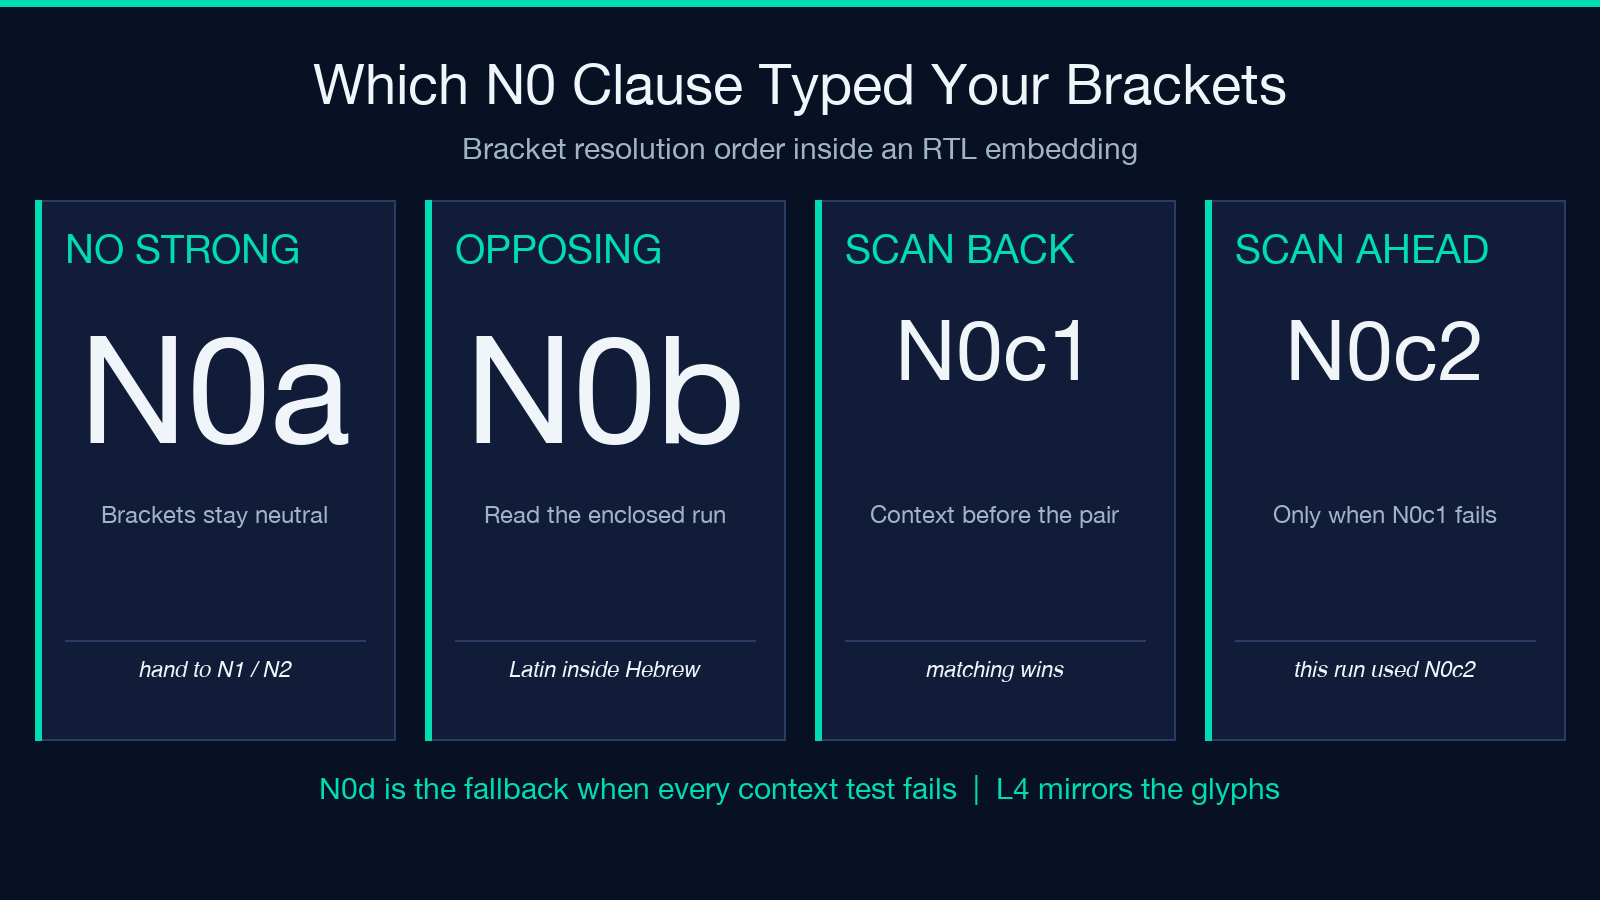 Which N0 Clause Typed Your Brackets
Bracket resolution order inside an RTL embedding
NO STRONG
N0a
Brackets stay neutral
hand to N1 / N2
OPPOSING
N0b
Read the enclosed run
Latin inside Hebrew
SCAN BACK
N0c1
Context before the pair
matching wins
SCAN AHEAD
N0c2
Only when N0c1 fails
this run used N0c2
N0d is the fallback when every context test fails | L4 mirrors the glyphs